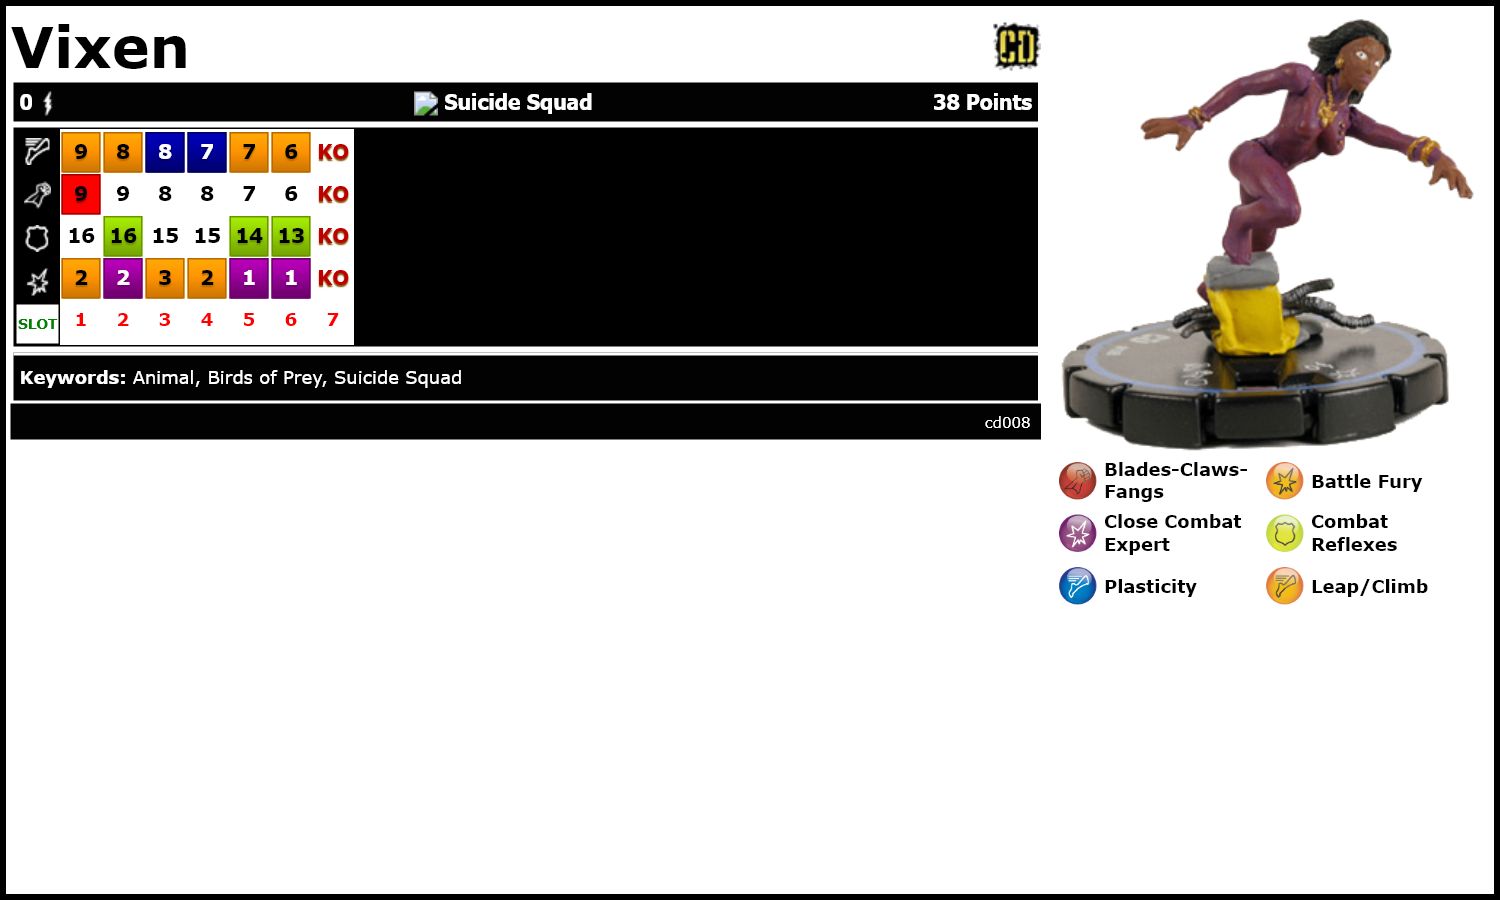 Vixen
CD
0 Suicide Squad 38 Points
9 8 8 7 7 6 KO
9 9 8 8 7 6 KO
16 16 15 15 14 13 KO
2 2 3 2 1 1 KO
SLOT 1 2 3 4 5 6 7
Keywords: Animal, Birds of Prey, Suicide Squad
cd008
Blades-Claws-
Fangs
Battle Fury
Close Combat
Expert
Combat
Reflexes
Plasticity
Leap/Climb